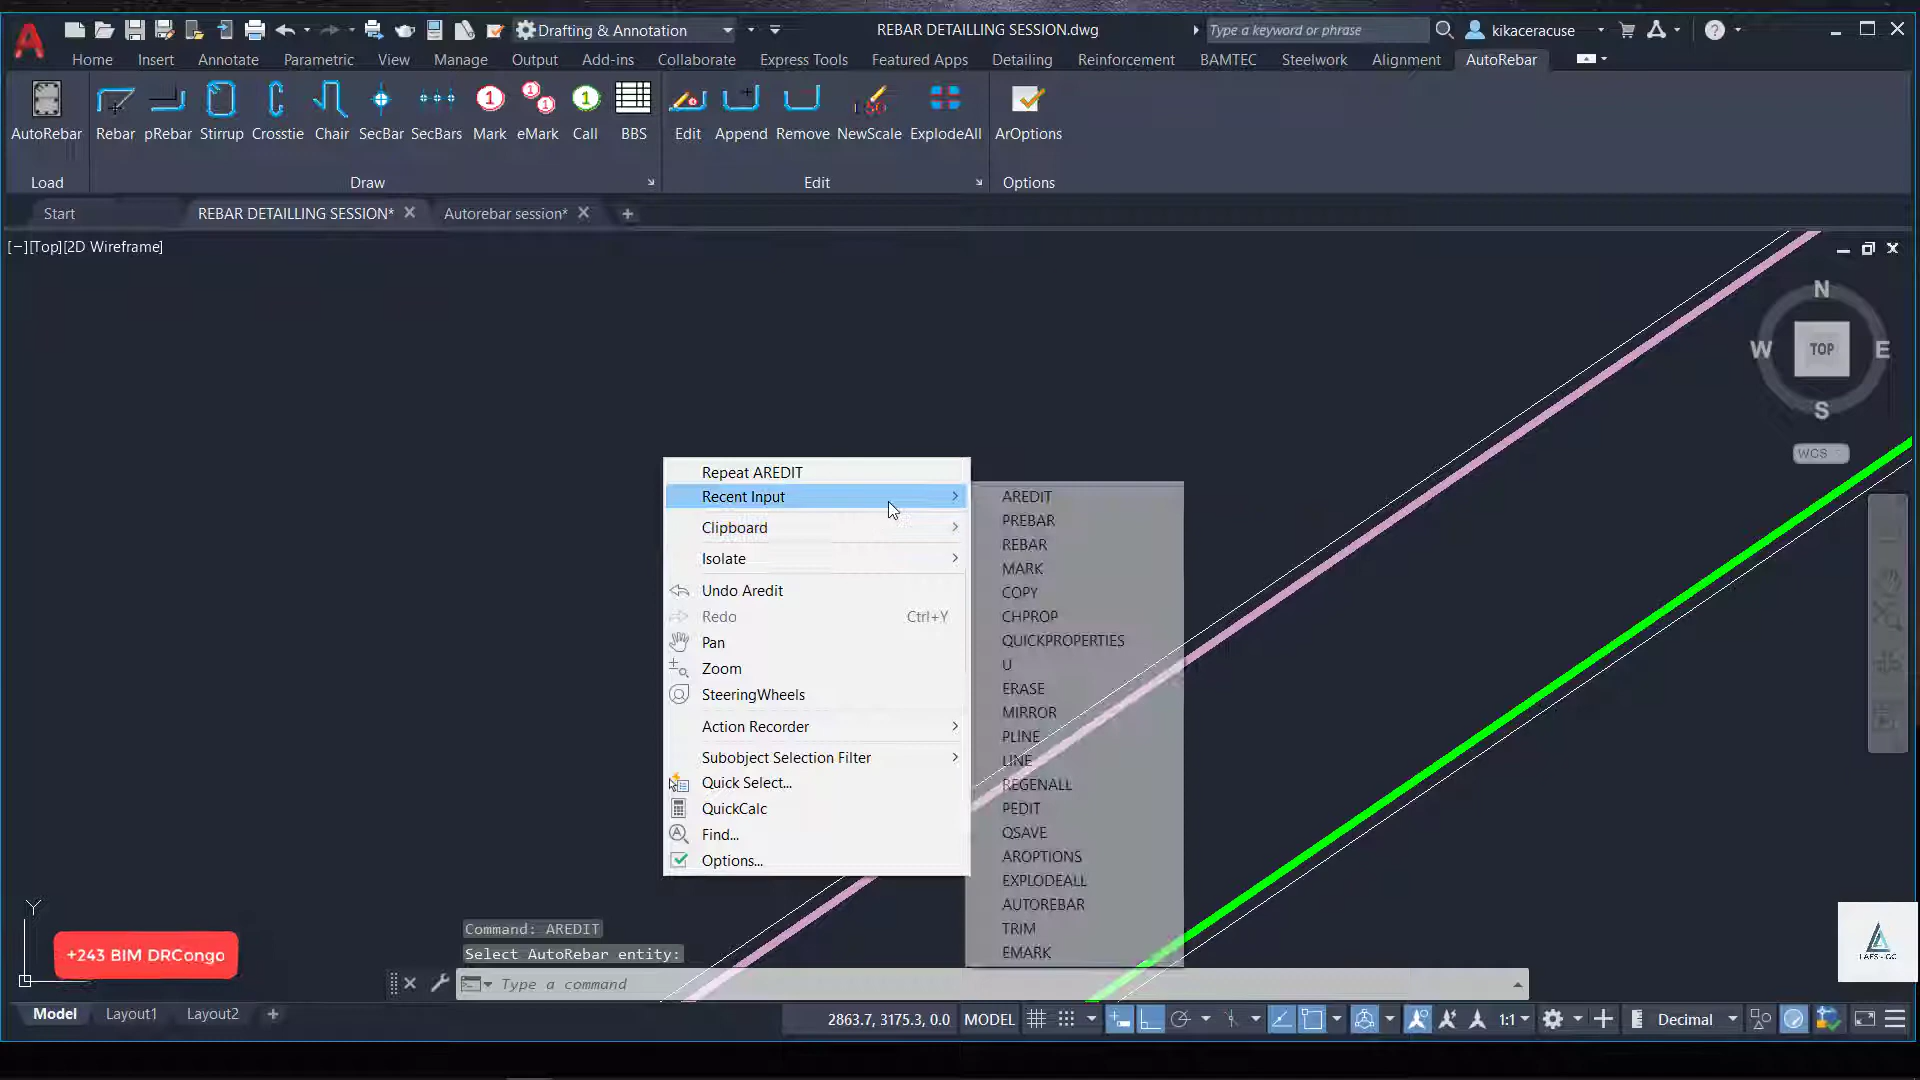 Drafting & Annotation
REBAR DETAILLING SESSION.dwg
Type a keyword or phrase
kikaceracuse
Home Insert Annotate Parametric View Manage Output Add-ins Collaborate Express Tools Featured Apps Detailing Reinforcement BAMTEC Steelwork Alignment AutoRebar
AutoRebar Rebar pRebar Stirrup Crosstie Chair SecBar SecBars Mark eMark Call BBS Edit Append Remove NewScale ExplodeAll ArOptions
Load Draw Edit Options
Start REBAR DETAILLING SESSION* Autorebar session*
[−][Top][2D Wireframe]
N
W TOP E
S
WCS
Repeat AREDIT
Recent Input
Clipboard
Isolate
Undo Aredit
Redo Ctrl+Y
Pan
Zoom
SteeringWheels
Action Recorder
Subobject Selection Filter
Quick Select...
QuickCalc
Find...
Options...
AREDIT
PREBAR
REBAR
MARK
COPY
CHPROP
QUICKPROPERTIES
U
ERASE
MIRROR
PLINE
LINE
REGENALL
PEDIT
QSAVE
AROPTIONS
EXPLODEALL
AUTOREBAR
TRIM
EMARK
Y
+243 BIM DRCongo
Command: AREDIT
Select AutoRebar entity:
Type a command
LAES - GC
Model Layout1 Layout2
2863.7, 3175.3, 0.0 MODEL 1:1 Decimal